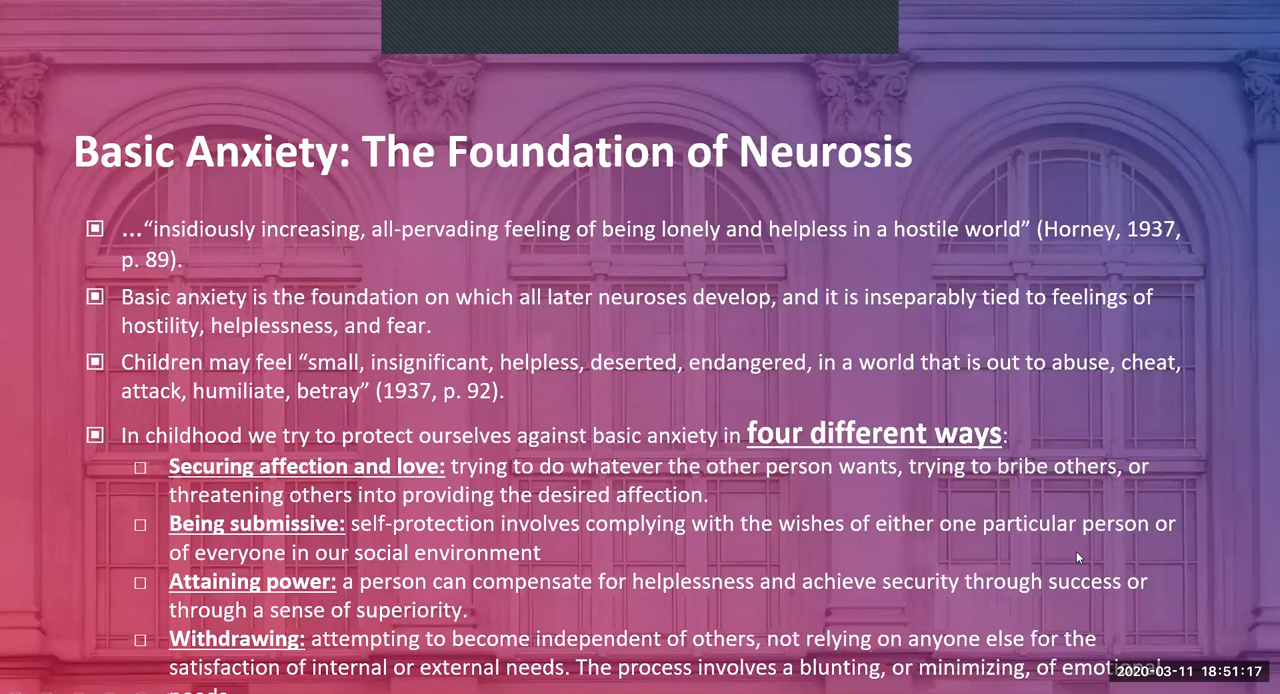 Basic Anxiety: The Foundation of Neurosis
…“insidiously increasing, all-pervading feeling of being lonely and helpless in a hostile world” (Horney, 1937,
p. 89).
Basic anxiety is the foundation on which all later neuroses develop, and it is inseparably tied to feelings of
hostility, helplessness, and fear.
Children may feel “small, insignificant, helpless, deserted, endangered, in a world that is out to abuse, cheat,
attack, humiliate, betray” (1937, p. 92).
In childhood we try to protect ourselves against basic anxiety in four different ways:
Securing affection and love: trying to do whatever the other person wants, trying to bribe others, or
threatening others into providing the desired affection.
Being submissive: self-protection involves complying with the wishes of either one particular person or
of everyone in our social environment
Attaining power: a person can compensate for helplessness and achieve security through success or
through a sense of superiority.
Withdrawing: attempting to become independent of others, not relying on anyone else for the
satisfaction of internal or external needs. The process involves a blunting, or minimizing, of emotional
needs
2020-03-11 18:51:17